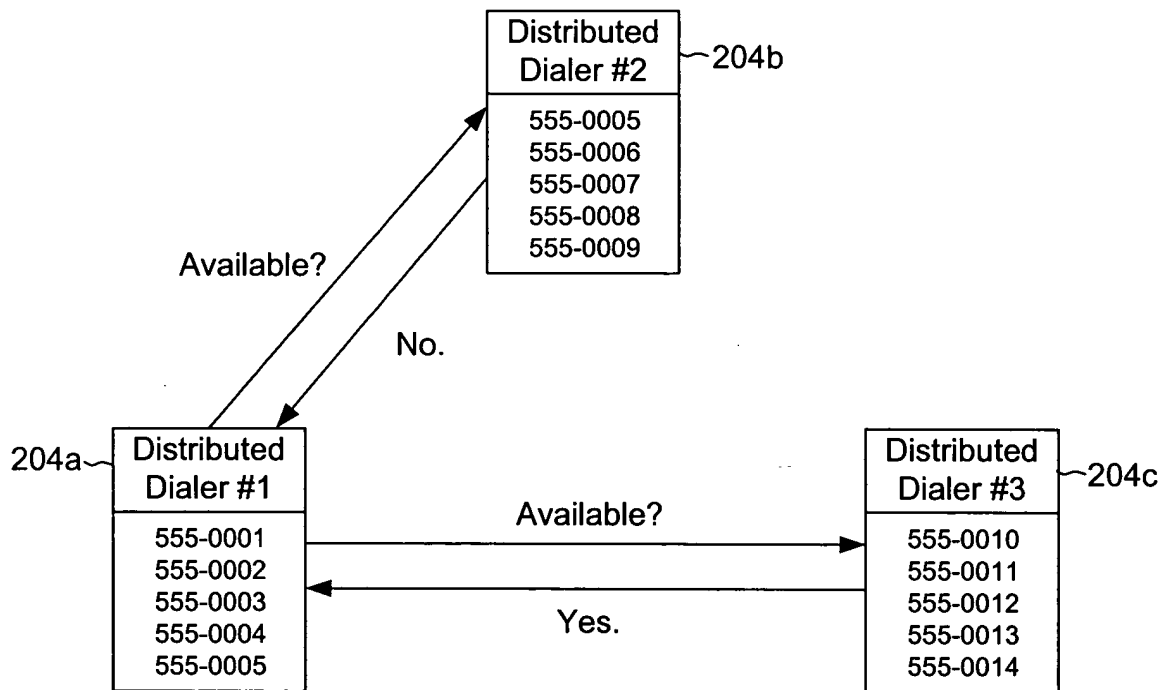 Distributed
Dialer #2
204b
555-0005
555-0006
555-0007
555-0008
555-0009
Available?
No.
204a
Distributed
Dialer #1
555-0001
555-0002
555-0003
555-0004
555-0005
Available?
Yes.
Distributed
Dialer #3
204c
555-0010
555-0011
555-0012
555-0013
555-0014